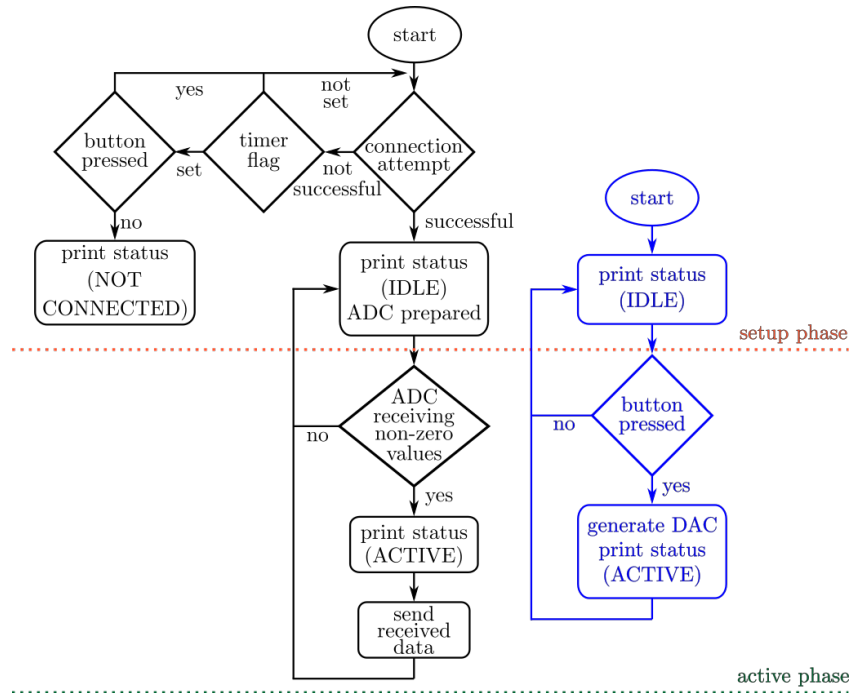 start
yes
not
set
button
pressed
timer
flag
connection
attempt
set
not
successful
no
successful
print status
(NOT
CONNECTED)
print status
(IDLE)
ADC prepared
start
print status
(IDLE)
setup phase
ADC
receiving
non-zero
values
no
yes
button
pressed
no
yes
print status
(ACTIVE)
generate DAC
print status
(ACTIVE)
send
received
data
active phase